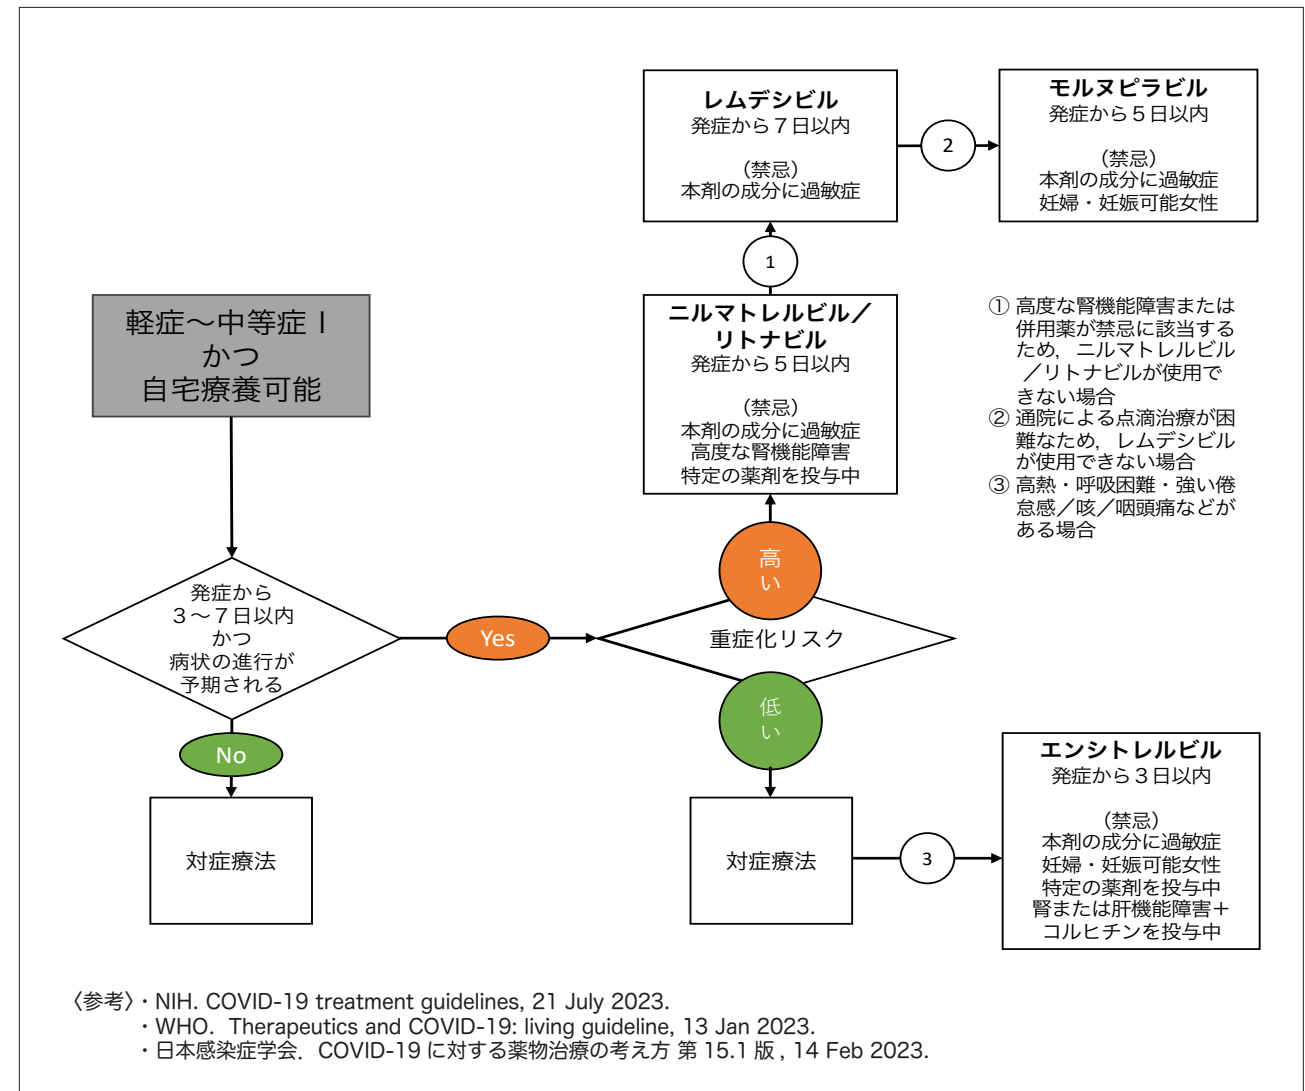 レムデシビル
発症から7日以内
（禁忌）
本剤の成分に過敏症
2
モルヌピラビル
発症から5日以内
（禁忌）
本剤の成分に過敏症
妊婦・妊娠可能女性
1
軽症～中等症Ⅰ
かつ
自宅療養可能
ニルマトレルビル／
リトナビル
発症から5日以内
（禁忌）
本剤の成分に過敏症
高度な腎機能障害
特定の薬剤を投与中
① 高度な腎機能障害または
併用薬が禁忌に該当する
ため，ニルマトレルビル
／リトナビルが使用で
きない場合
② 通院による点滴治療が困
難なため，レムデシビル
が使用できない場合
③ 高熱・呼吸困難・強い倦
怠感／咳／咽頭痛などが
ある場合
発症から
3～7日以内
かつ
病状の進行が
予期される
Yes
高
い
重症化リスク
低
い
No
対症療法
対症療法
3
エンシトレルビル
発症から3日以内
（禁忌）
本剤の成分に過敏症
妊婦・妊娠可能女性
特定の薬剤を投与中
腎または肝機能障害＋
コルヒチンを投与中
〈参考〉・NIH. COVID-19 treatment guidelines, 21 July 2023.
・WHO. Therapeutics and COVID-19: living guideline, 13 Jan 2023.
・日本感染症学会．COVID-19 に対する薬物治療の考え方 第 15.1 版 , 14 Feb 2023.